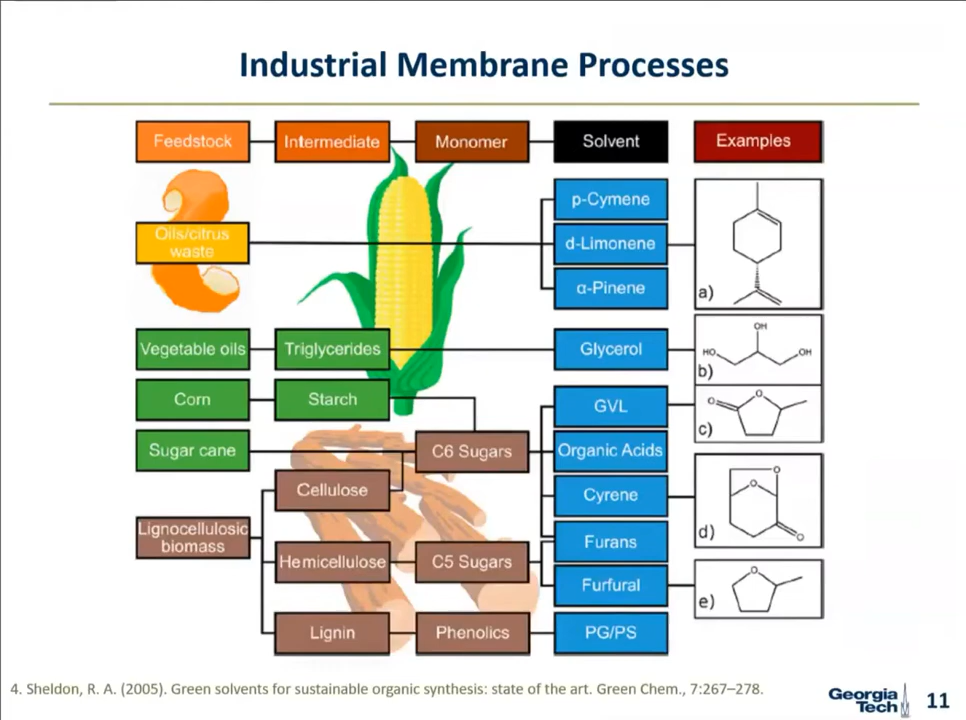 Industrial Membrane Processes
Feedstock
Intermediate
Monomer
Solvent
Examples
p-Cymene
Oils/citrus
waste
d-Limonene
α-Pinene
a)
Vegetable oils
Triglycerides
Glycerol
OH
HO
OH
b)
Corn
Starch
GVL
O
O
c)
Sugar cane
C6 Sugars
Organic Acids
Cellulose
Cyrene
O
O
O
d)
Lignocellulosic
biomass
Furans
Hemicellulose
C5 Sugars
Furfural
O
e)
Lignin
Phenolics
PG/PS
4. Sheldon, R. A. (2005). Green solvents for sustainable organic synthesis: state of the art. Green Chem., 7:267–278.
Georgia
Tech
11